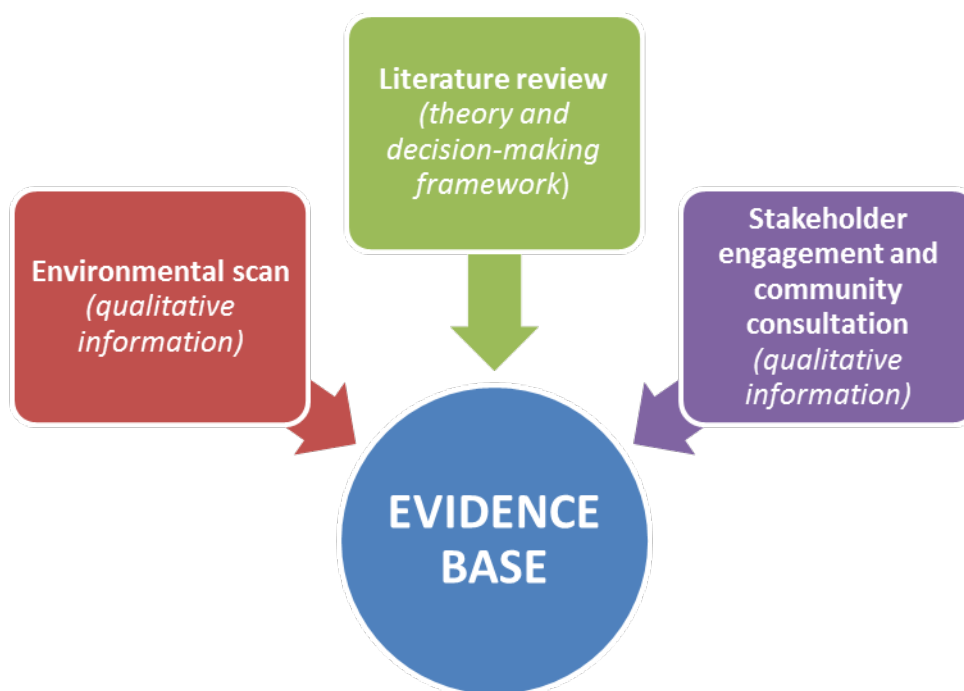 Literature review
(theory and
decision-making
framework)
Environmental scan
(qualitative
information)
Stakeholder
engagement and
community
consultation
(qualitative
information)
EVIDENCE
BASE